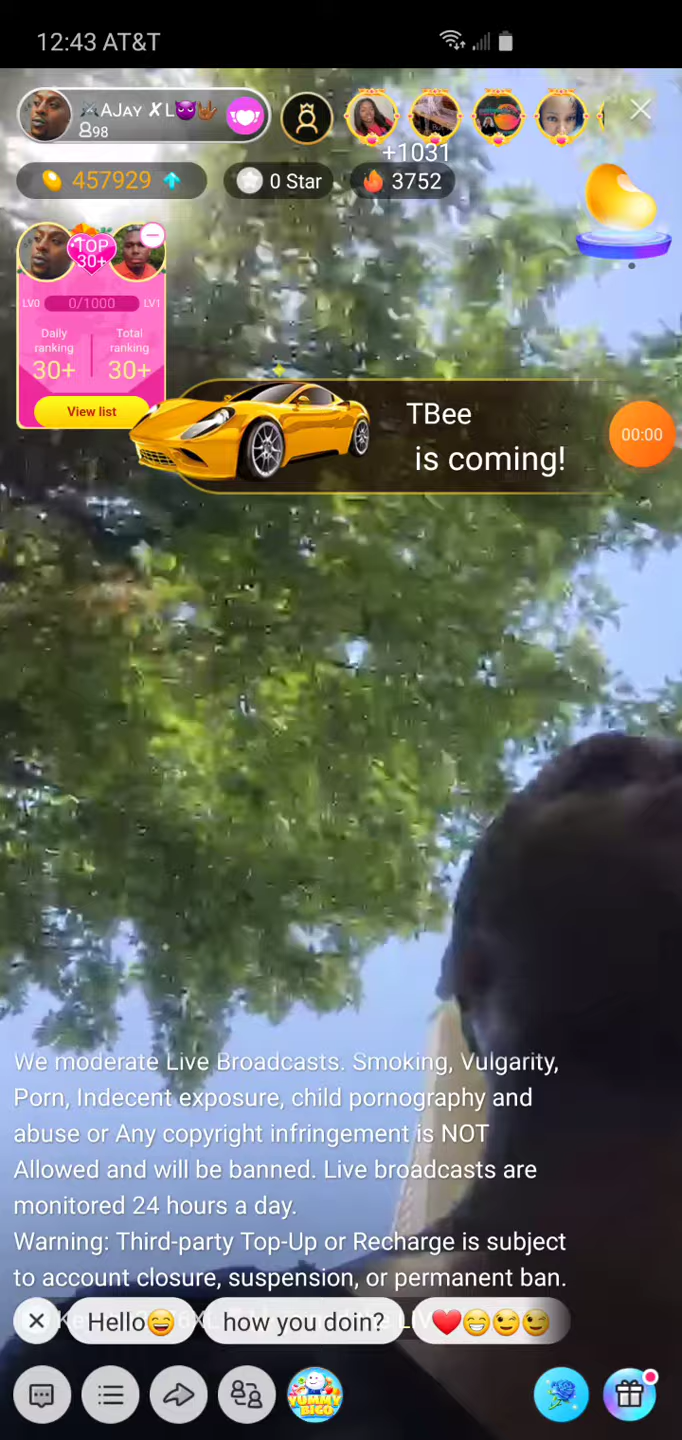 12:43 AT&T
⚔️AJAY ✗L😈🤟🏾
98
+1031
457929
0 Star
3752
TOP
30+
LV0 0/1000 LV1
Daily ranking
Total ranking
30+ 30+
View list
TBee
is coming!
00:00
We moderate Live Broadcasts. Smoking, Vulgarity,
Porn, Indecent exposure, child pornography and
abuse or Any copyright infringement is NOT
Allowed and will be banned. Live broadcasts are
monitored 24 hours a day.
Warning: Third-party Top-Up or Recharge is subject
to account closure, suspension, or permanent ban.
Hello😄 how you doin? ❤️😁😉😉
YUMMY
BIGO